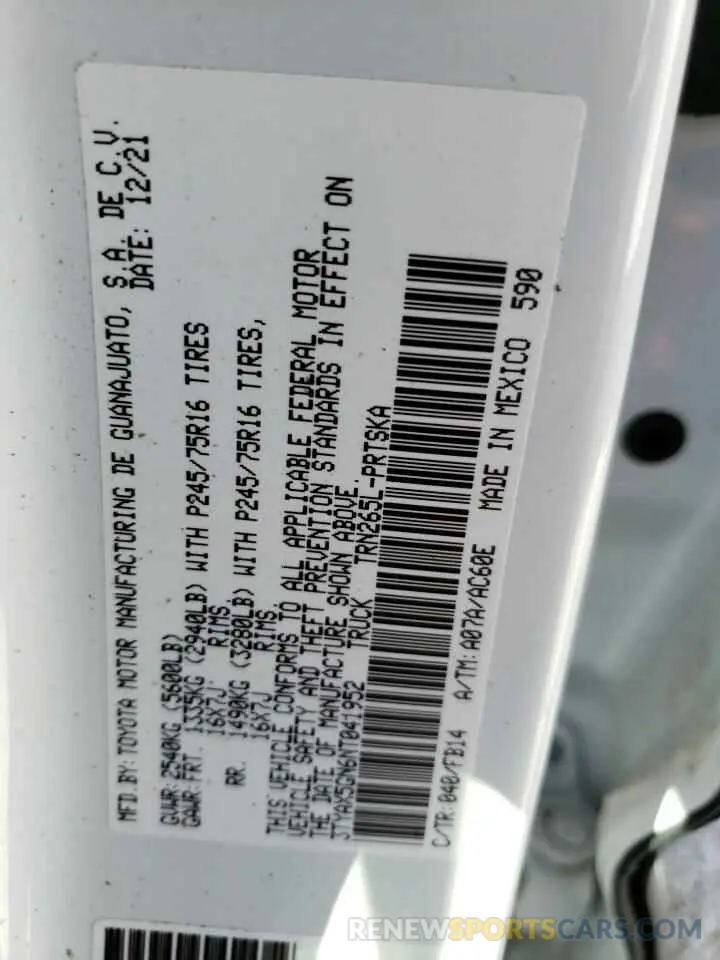 MFD.BY: TOYOTA MOTOR MANUFACTURING DE GUANAJUATO, S.A. DE C.V.
DATE: 12/21
GVWR: 2540KG (5600LB)
GAWR: FRT. 1335KG (2940LB) WITH P245/75R16 TIRES
16X7J RIMS.
RR. 1490KG (3280LB) WITH P245/75R16 TIRES,
16X7J RIMS.
THIS VEHICLE CONFORMS TO ALL APPLICABLE FEDERAL MOTOR
VEHICLE SAFETY AND THEFT PREVENTION STANDARDS IN EFFECT ON
THE DATE OF MANUFACTURE SHOWN ABOVE.
3TYAX5GN6NT041952 TRUCK TRN265L-PRTSKA
C/TR: 040/FB14 A/TM: A07A/AC60E MADE IN MEXICO 590
RENEWSPORTSCARS.COM